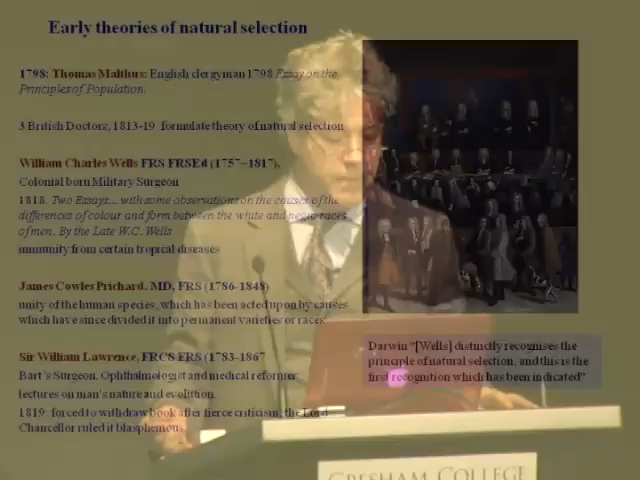 Early theories of natural selection
1798: Thomas Malthus: English clergyman 1798 Essay on the
Principles of Population.
3 British Doctors, 1813-19 formulate theory of natural selection
William Charles Wells FRS FRSEd (1757–1817),
Colonial born Military Surgeon
1818. Two Essays... with some observations on the causes of the
differences of colour and form between the white and negro races
of men. By the Late W.C. Wells
immunity from certain tropical diseases
James Cowles Prichard, MD, FRS (1786-1848)
unity of the human species, which has been acted upon by causes
which have since divided it into permanent varieties or races
Sir William Lawrence, FRCS FRS (1783-1867
Bart's Surgeon. Ophthalmologist and medical reformer,
lectures on man's nature and evolution.
1819 forced to withdraw book after fierce criticism; the Lord
Chancellor ruled it blasphemous.
Darwin "[Wells] distinctly recognises the
principle of natural selection, and this is the
first recognition which has been indicated"
GRESHAM COLLEGE